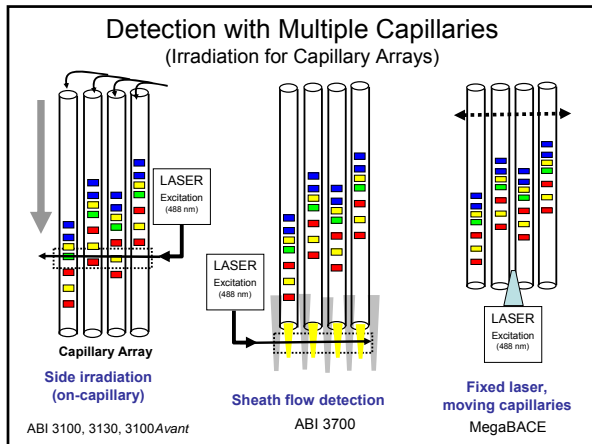 Detection with Multiple Capillaries
(Irradiation for Capillary Arrays)
LASER
Excitation
(488 nm)
Capillary Array
Side irradiation
(on-capillary)
ABI 3100, 3130, 3100Avant
LASER
Excitation
(488 nm)
Sheath flow detection
ABI 3700
LASER
Excitation
(488 nm)
Fixed laser,
moving capillaries
MegaBACE